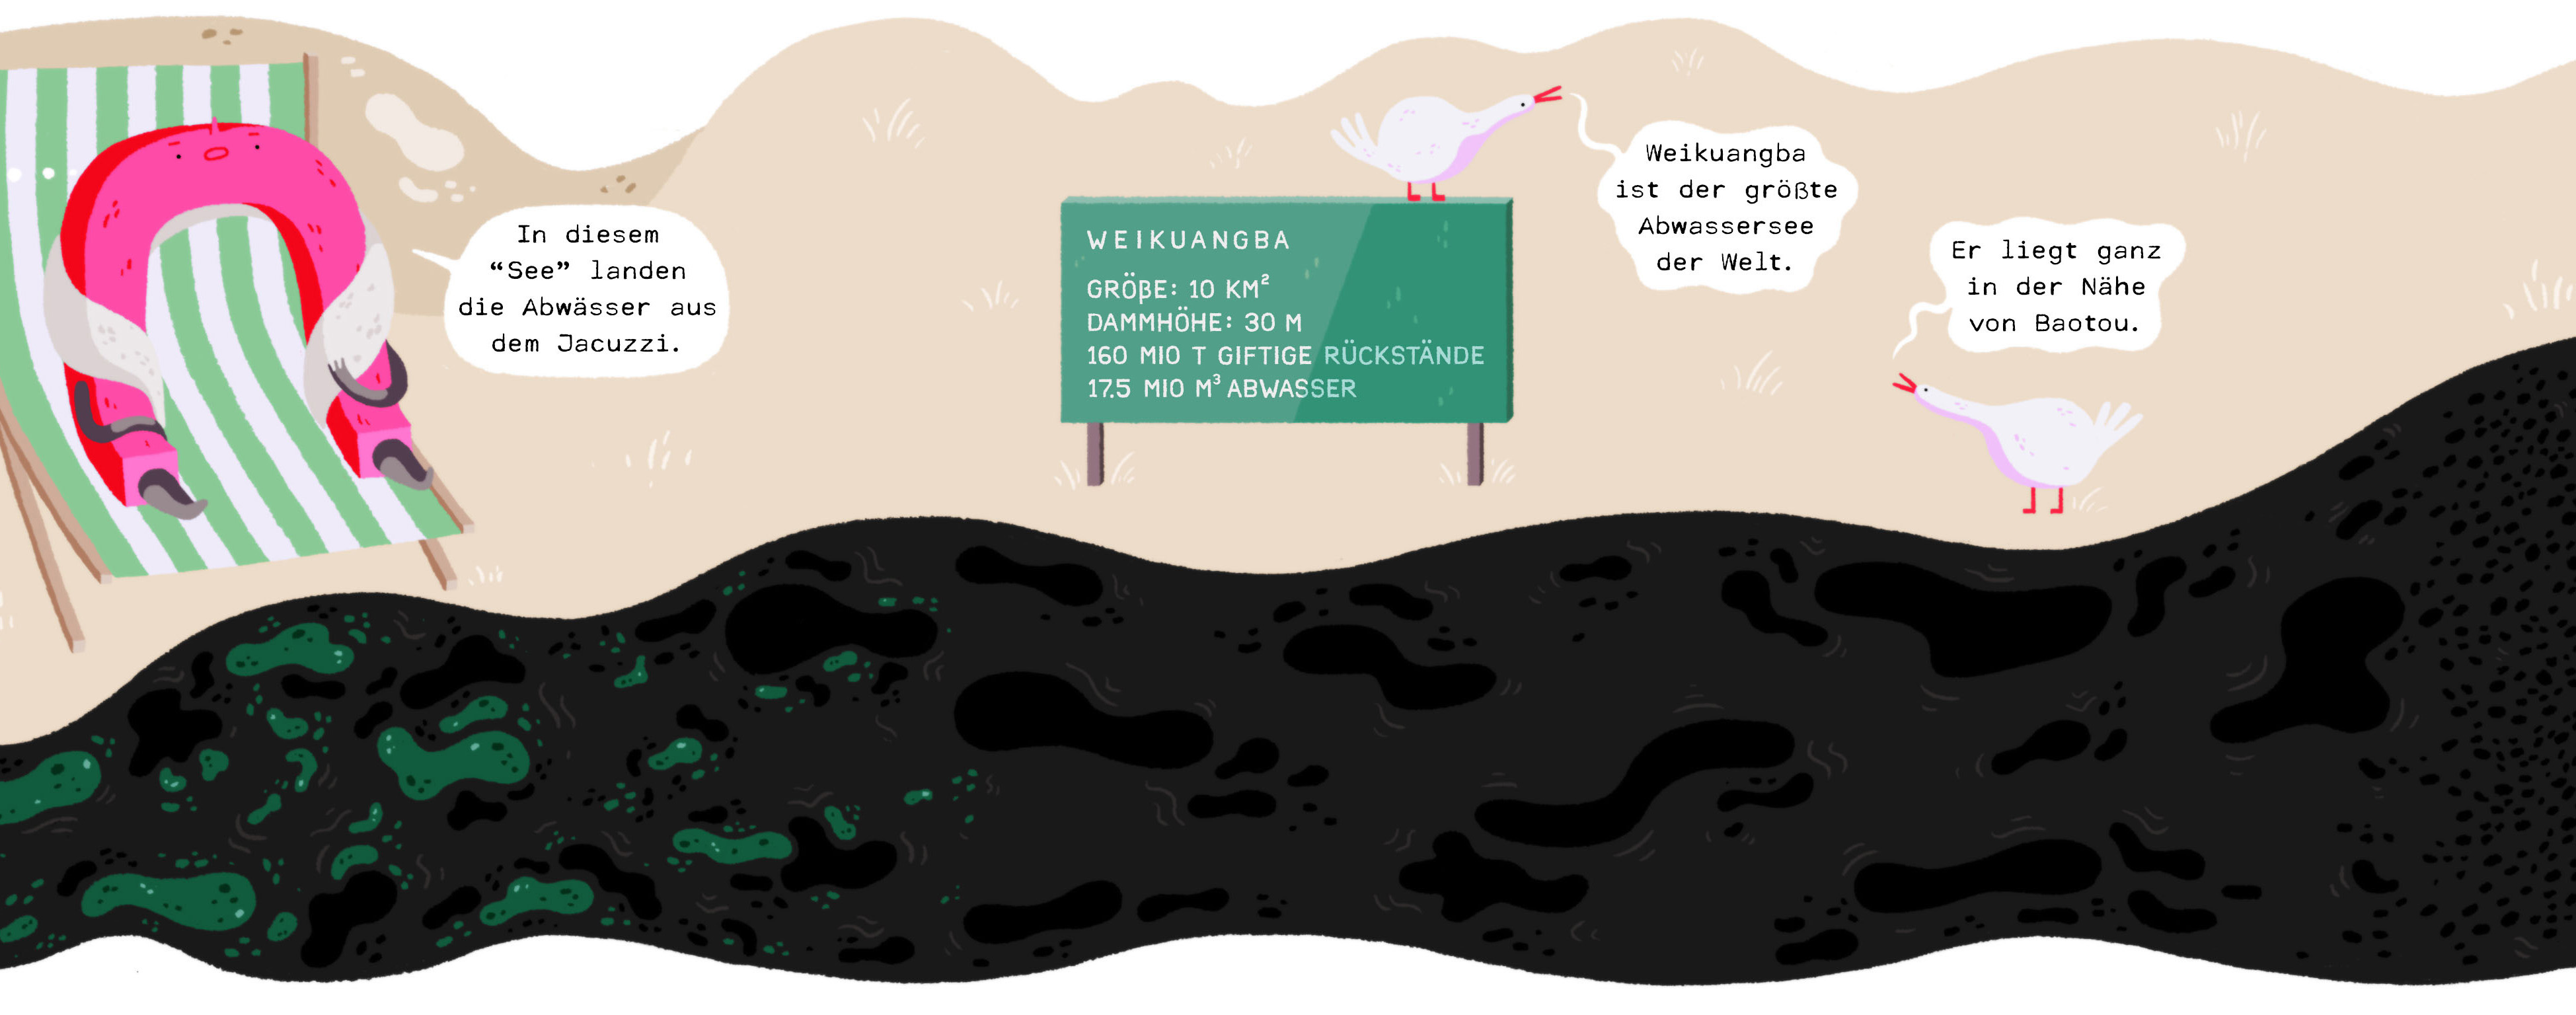 In diesem
“See” landen
die Abwässer aus
dem Jacuzzi.
WEIKUANGBA
GRÖßE: 10 KM²
DAMMHÖHE: 30 M
160 MIO T GIFTIGE RÜCKSTÄNDE
17.5 MIO M³ ABWASSER
Weikuangba
ist der größte
Abwassersee
der Welt.
Er liegt ganz
in der Nähe
von Baotou.